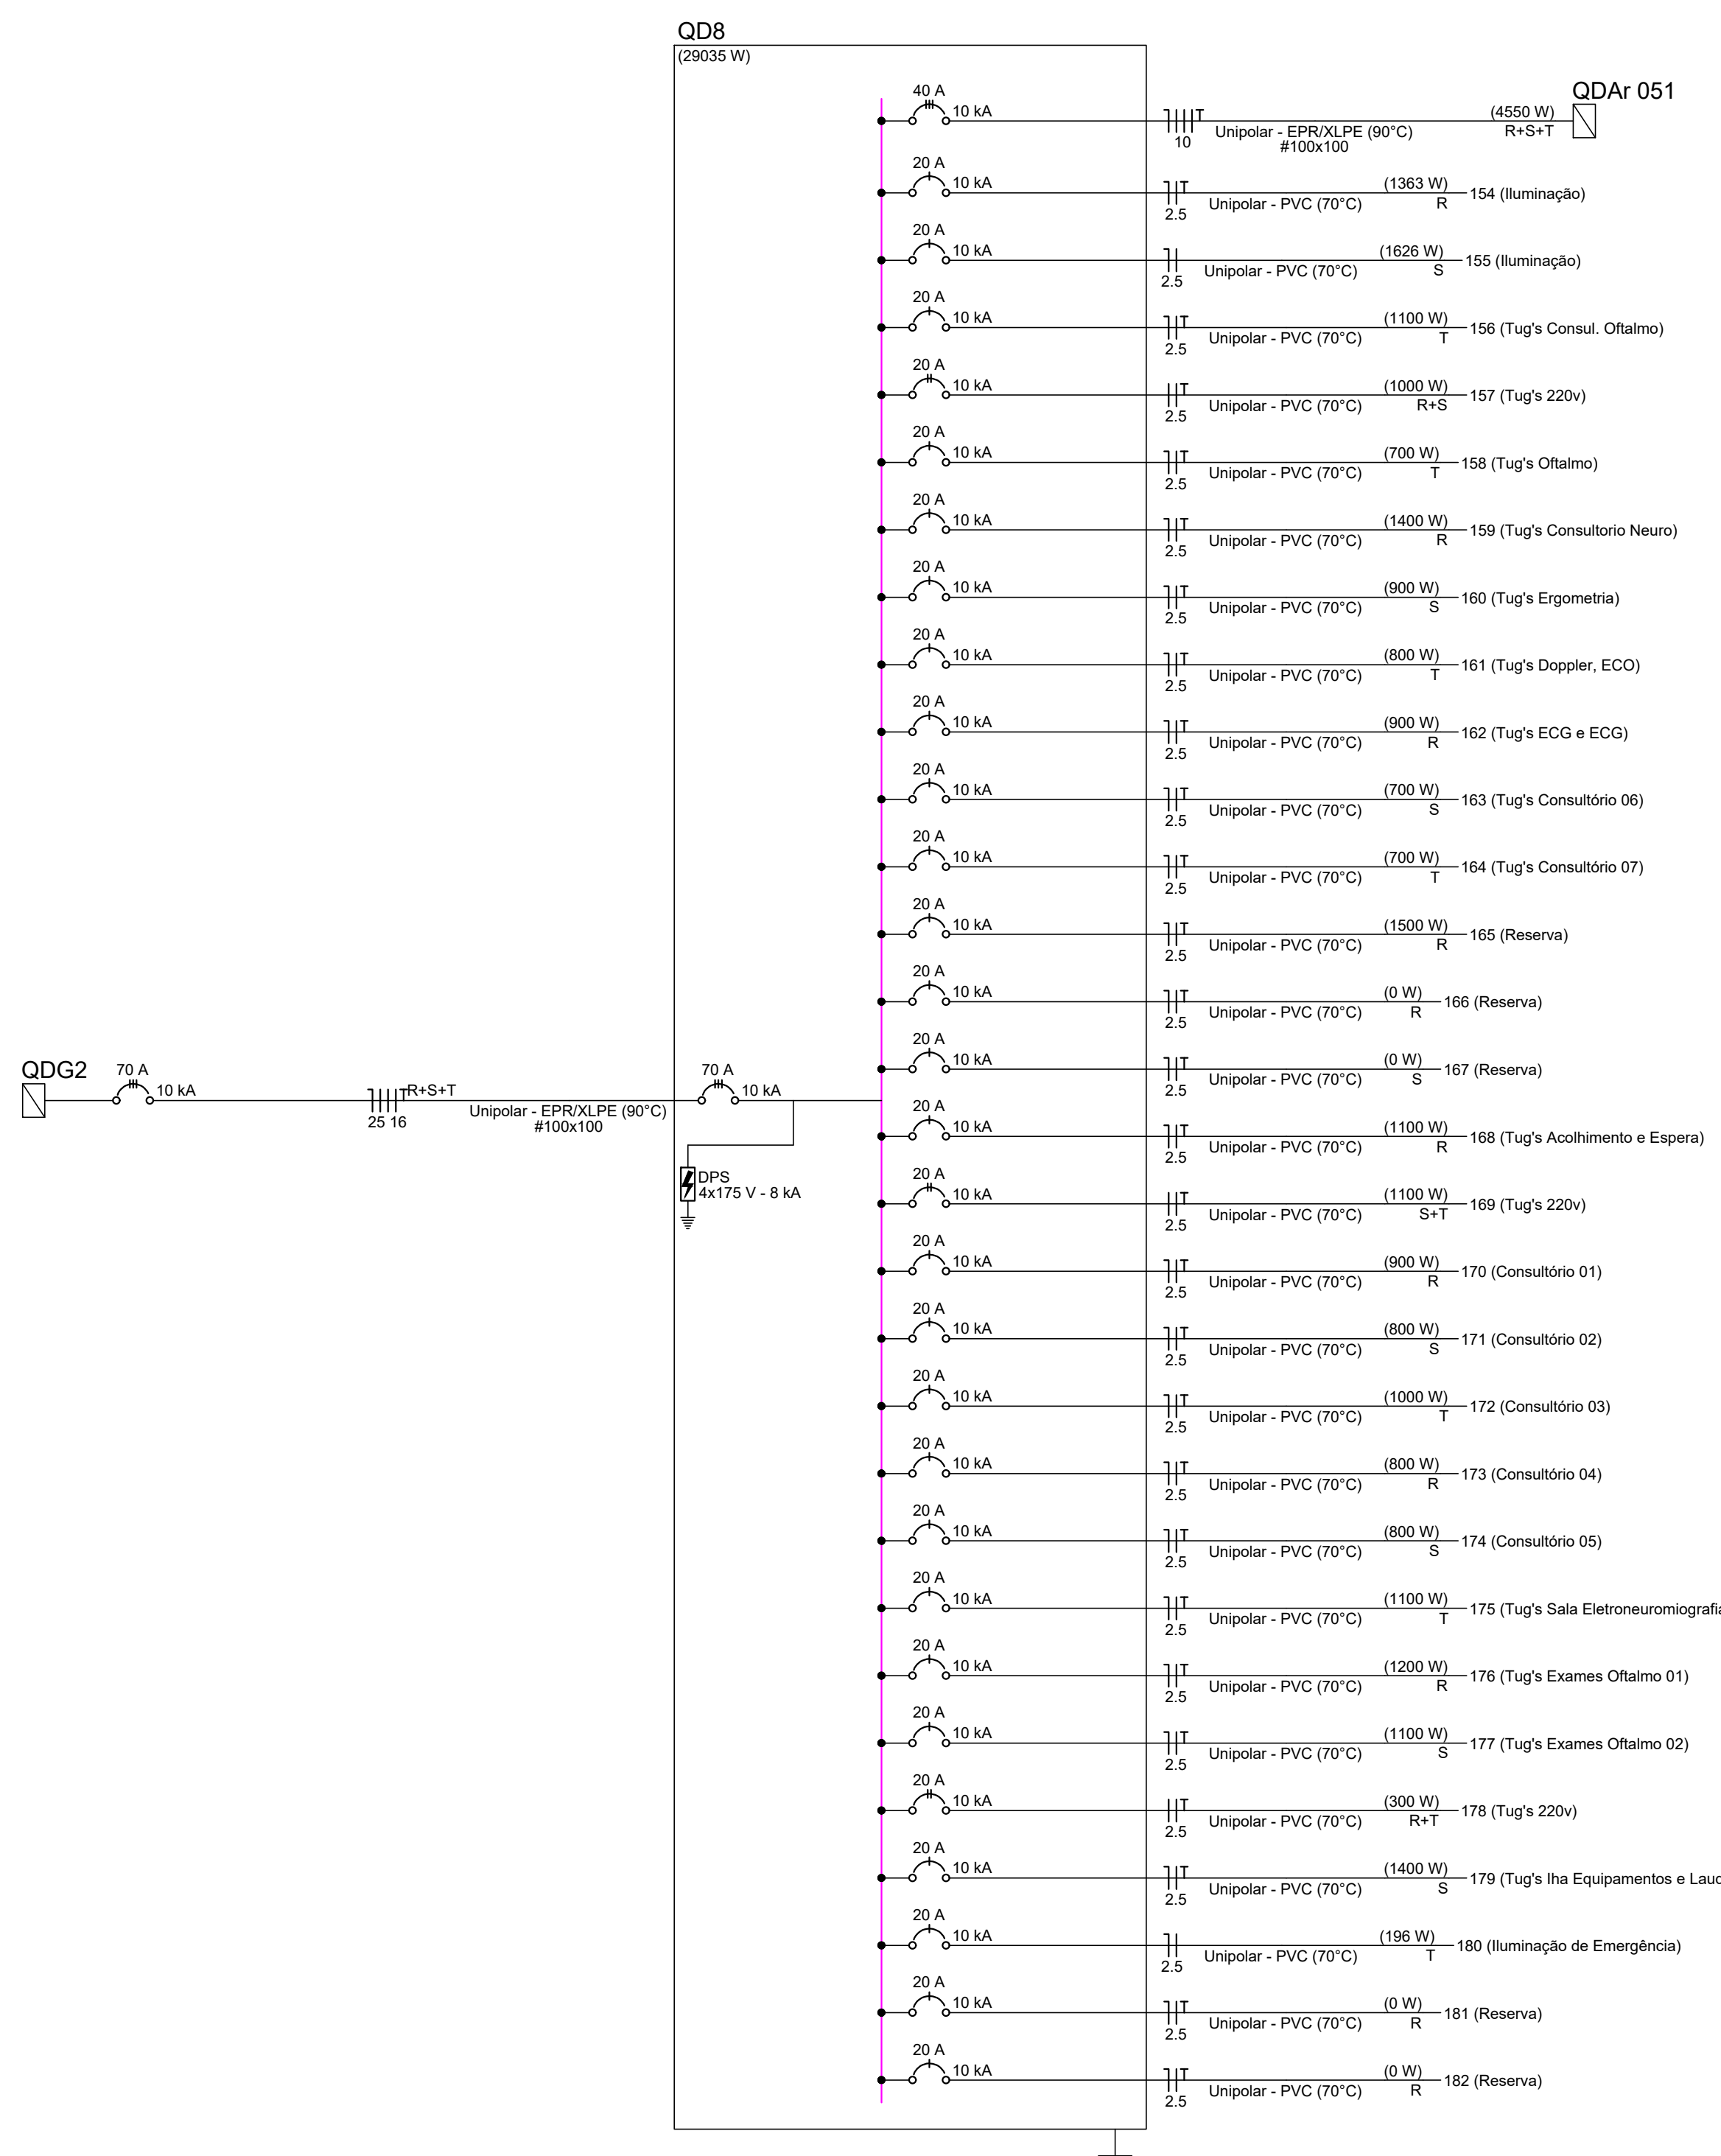 QD8
(29035 W)
40 A
10 kA
10
Unipolar - EPR/XLPE (90°C)
#100x100
(4550 W)
R+S+T
QDAr 051
20 A
10 kA
2.5
Unipolar - PVC (70°C)
(1363 W)
R
154 (Iluminação)
20 A
10 kA
2.5
Unipolar - PVC (70°C)
(1626 W)
S
155 (Iluminação)
20 A
10 kA
T
2.5
Unipolar - PVC (70°C)
(1100 W)
T
156 (Tug's Consul. Oftalmo)
20 A
10 kA
2.5
Unipolar - PVC (70°C)
(1000 W)
R+S
157 (Tug's 220v)
20 A
10 kA
2.5
Unipolar - PVC (70°C)
(700 W)
T
158 (Tug's Oftalmo)
20 A
10 kA
2.5
Unipolar - PVC (70°C)
(1400 W)
R
159 (Tug's Consultorio Neuro)
20 A
10 kA
2.5
Unipolar - PVC (70°C)
(900 W)
S
160 (Tug's Ergometria)
20 A
10 kA
2.5
Unipolar - PVC (70°C)
(800 W)
T
161 (Tug's Doppler, ECO)
20 A
10 kA
2.5
Unipolar - PVC (70°C)
(900 W)
R
162 (Tug's ECG e ECG)
20 A
10 kA
2.5
Unipolar - PVC (70°C)
(700 W)
S
163 (Tug's Consultório 06)
20 A
10 kA
2.5
Unipolar - PVC (70°C)
(700 W)
T
164 (Tug's Consultório 07)
20 A
10 kA
2.5
Unipolar - PVC (70°C)
(1500 W)
R
165 (Reserva)
20 A
10 kA
2.5
Unipolar - PVC (70°C)
(0 W)
R
166 (Reserva)
20 A
10 kA
2.5
Unipolar - PVC (70°C)
(0 W)
S
167 (Reserva)
QDG2
70 A
10 kA
R+S+T
25 16
Unipolar - EPR/XLPE (90°C)
#100x100
70 A
10 kA
DPS
4x175 V - 8 kA
20 A
10 kA
2.5
Unipolar - PVC (70°C)
(1100 W)
R
168 (Tug's Acolhimento e Espera)
20 A
10 kA
2.5
Unipolar - PVC (70°C)
(1100 W)
S+T
169 (Tug's 220v)
20 A
10 kA
2.5
Unipolar - PVC (70°C)
(900 W)
R
170 (Consultório 01)
20 A
10 kA
2.5
Unipolar - PVC (70°C)
(800 W)
S
171 (Consultório 02)
20 A
10 kA
2.5
Unipolar - PVC (70°C)
(1000 W)
T
172 (Consultório 03)
20 A
10 kA
2.5
Unipolar - PVC (70°C)
(800 W)
R
173 (Consultório 04)
20 A
10 kA
2.5
Unipolar - PVC (70°C)
(800 W)
S
174 (Consultório 05)
20 A
10 kA
2.5
Unipolar - PVC (70°C)
(1100 W)
T
175 (Tug's Sala Eletroneuromiografia
20 A
10 kA
2.5
Unipolar - PVC (70°C)
(1200 W)
R
176 (Tug's Exames Oftalmo 01)
20 A
10 kA
2.5
Unipolar - PVC (70°C)
(1100 W)
S
177 (Tug's Exames Oftalmo 02)
20 A
10 kA
2.5
Unipolar - PVC (70°C)
(300 W)
R+T
178 (Tug's 220v)
20 A
10 kA
2.5
Unipolar - PVC (70°C)
(1400 W)
S
179 (Tug's Iha Equipamentos e
20 A
10 kA
2.5
Unipolar - PVC (70°C)
(196 W)
T
180 (Iluminação de Emergência)
20 A
10 kA
2.5
Unipolar - PVC (70°C)
(0 W)
R
181 (Reserva)
20 A
10 kA
2.5
Unipolar - PVC (70°C)
(0 W)
R
182 (Reserva)